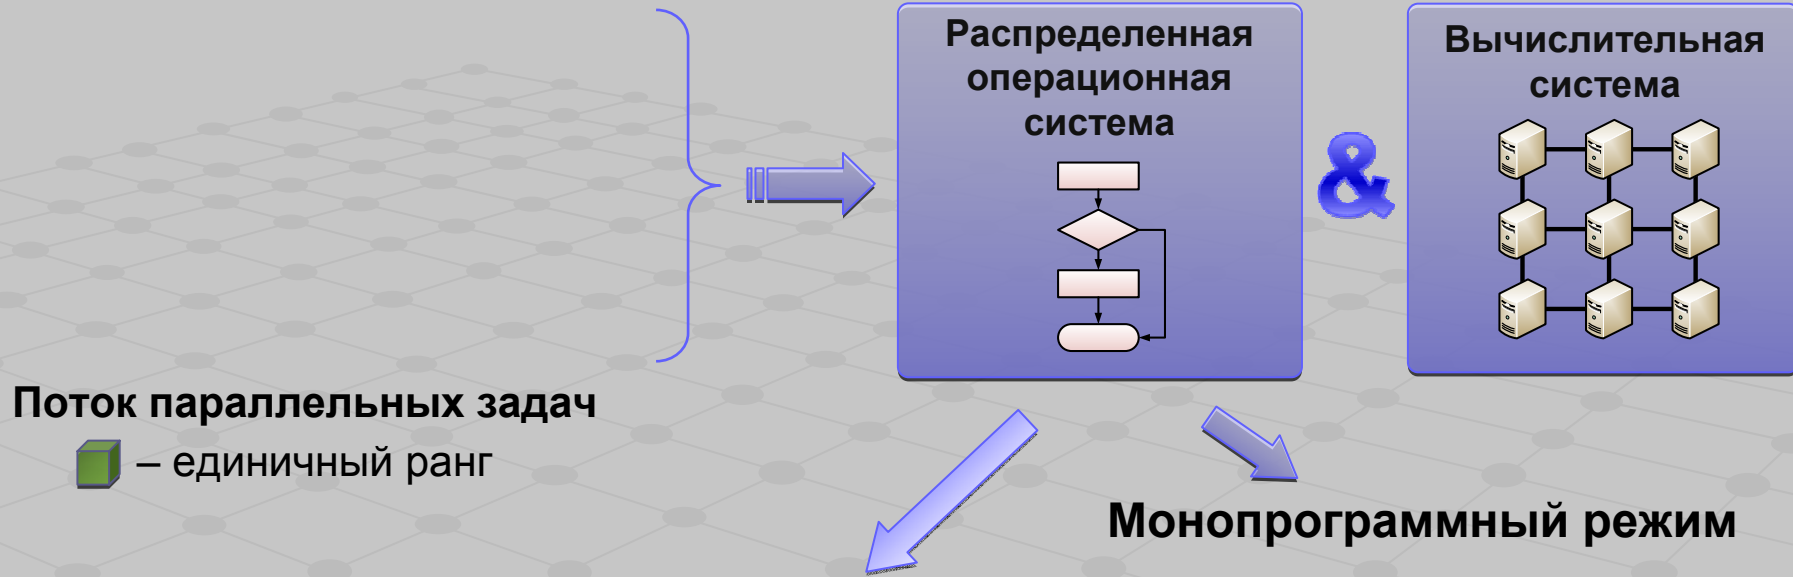 Распределенная
операционная
система
&
Вычислительная
система
Поток параллельных задач
– единичный ранг
Монопрограммный режим